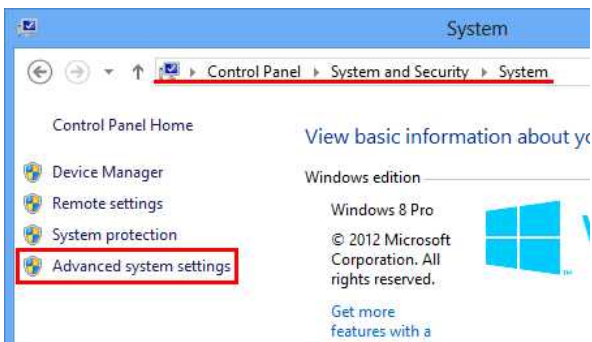 System
Control Panel System and Security System
Control Panel Home
View basic information about yo
Device Manager
Windows edition
Remote settings
Windows 8 Pro
System protection
© 2012 Microsoft
Corporation. All
rights reserved.
Advanced system settings
Get more
features with a